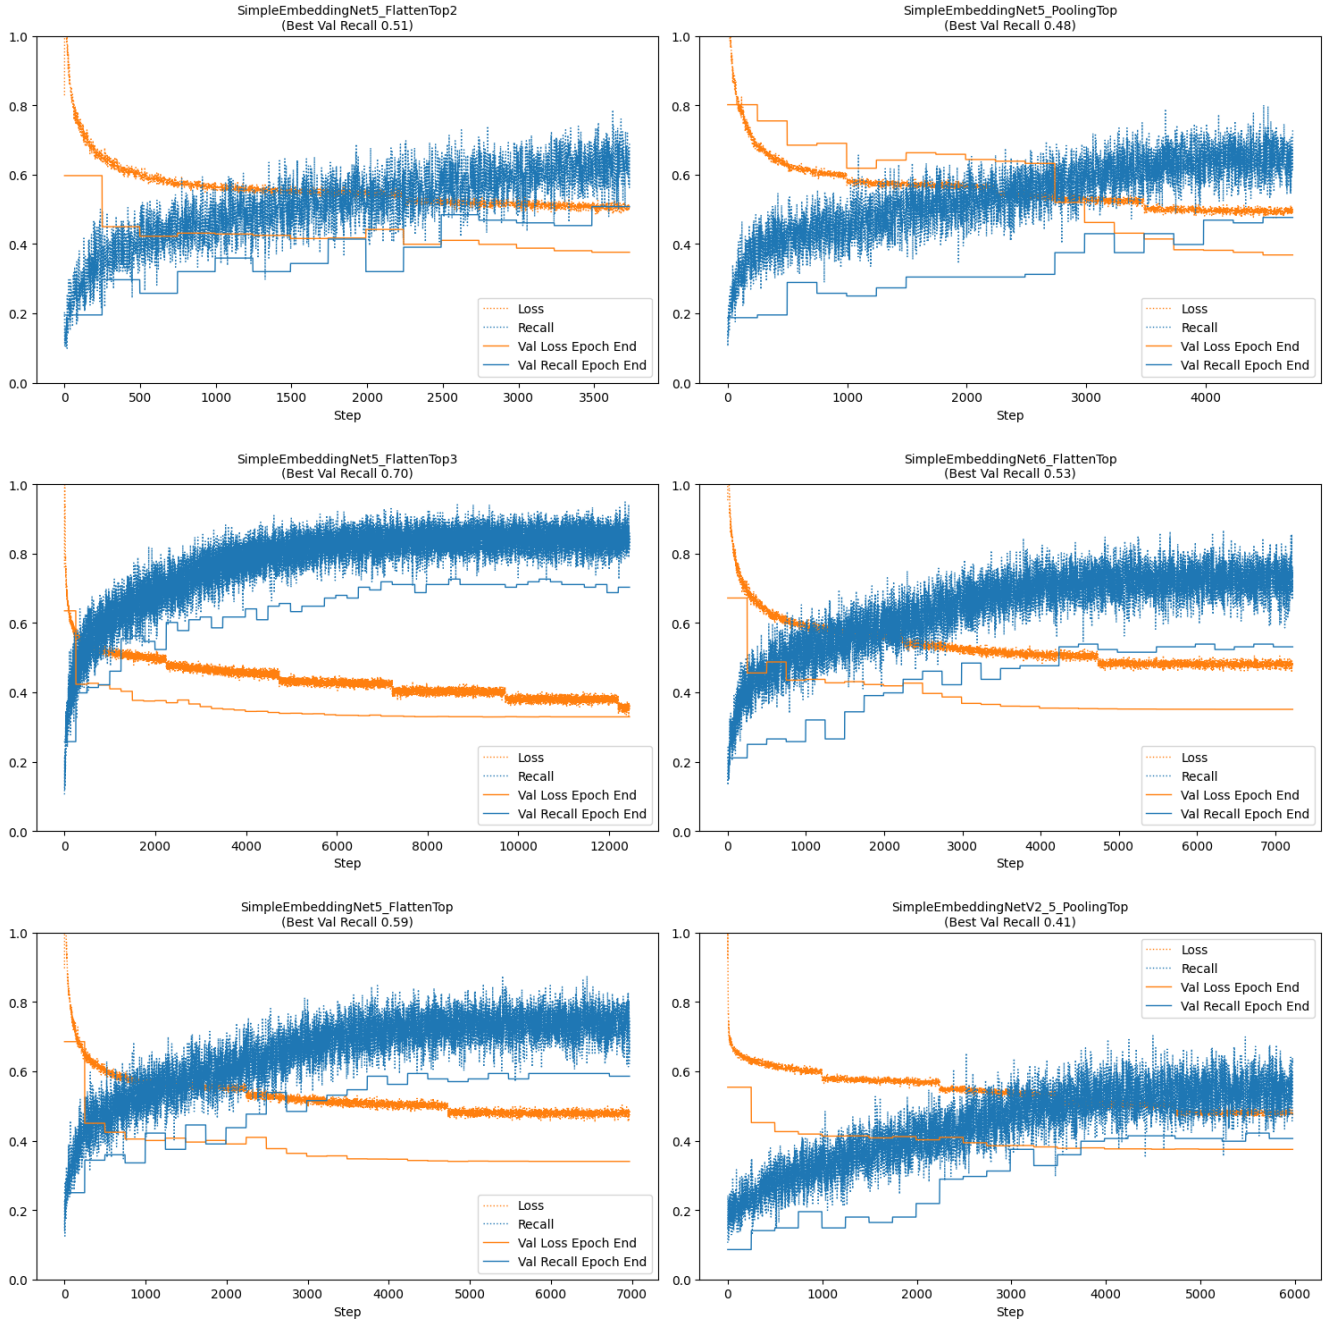 SimpleEmbeddingNet5_FlattenTop2
(Best Val Recall 0.51)
1.0
0.8
0.6
0.4
0.2
0.0
Loss
Recall
Val Loss Epoch End
Val Recall Epoch End
0 500 1000 1500 2000 2500 3000 3500
Step
SimpleEmbeddingNet5_PoolingTop
(Best Val Recall 0.48)
1.0
0.8
0.6
0.4
0.2
0.0
Loss
Recall
Val Loss Epoch End
Val Recall Epoch End
0 1000 2000 3000 4000
Step
SimpleEmbeddingNet5_FlattenTop3
(Best Val Recall 0.70)
1.0
0.8
0.6
0.4
0.2
0.0
Loss
Recall
Val Loss Epoch End
Val Recall Epoch End
0 2000 4000 6000 8000 10000 12000
Step
SimpleEmbeddingNet6_FlattenTop
(Best Val Recall 0.53)
1.0
0.8
0.6
0.4
0.2
0.0
Loss
Recall
Val Loss Epoch End
Val Recall Epoch End
0 1000 2000 3000 4000 5000 6000 7000
Step
SimpleEmbeddingNet5_FlattenTop
(Best Val Recall 0.59)
1.0
0.8
0.6
0.4
0.2
0.0
Loss
Recall
Val Loss Epoch End
Val Recall Epoch End
0 1000 2000 3000 4000 5000 6000 7000
Step
SimpleEmbeddingNetV2_5_PoolingTop
(Best Val Recall 0.41)
1.0
0.8
0.6
0.4
0.2
0.0
Loss
Recall
Val Loss Epoch End
Val Recall Epoch End
0 1000 2000 3000 4000 5000 6000
Step